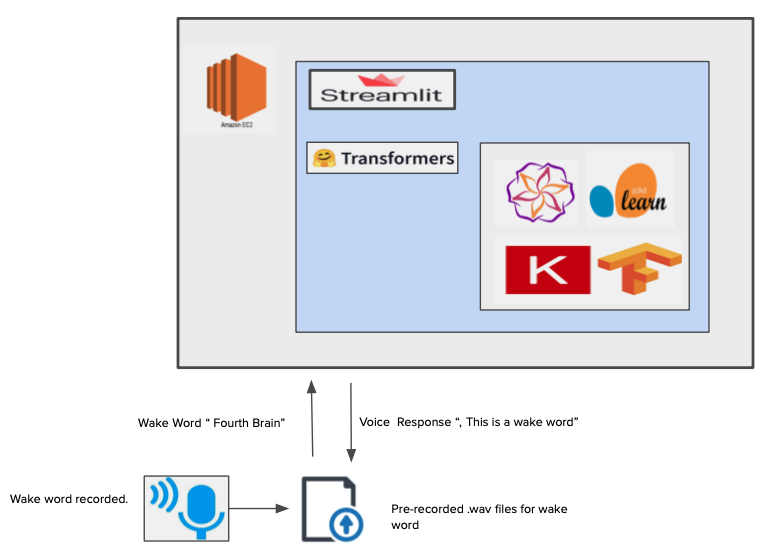 Streamlit
Amazon EC2
🤗 Transformers
scikit
learn
K
Wake Word “ Fourth Brain”
Voice  Response “, This is a wake word”
Wake word recorded.
Pre-recorded .wav files for wake
word